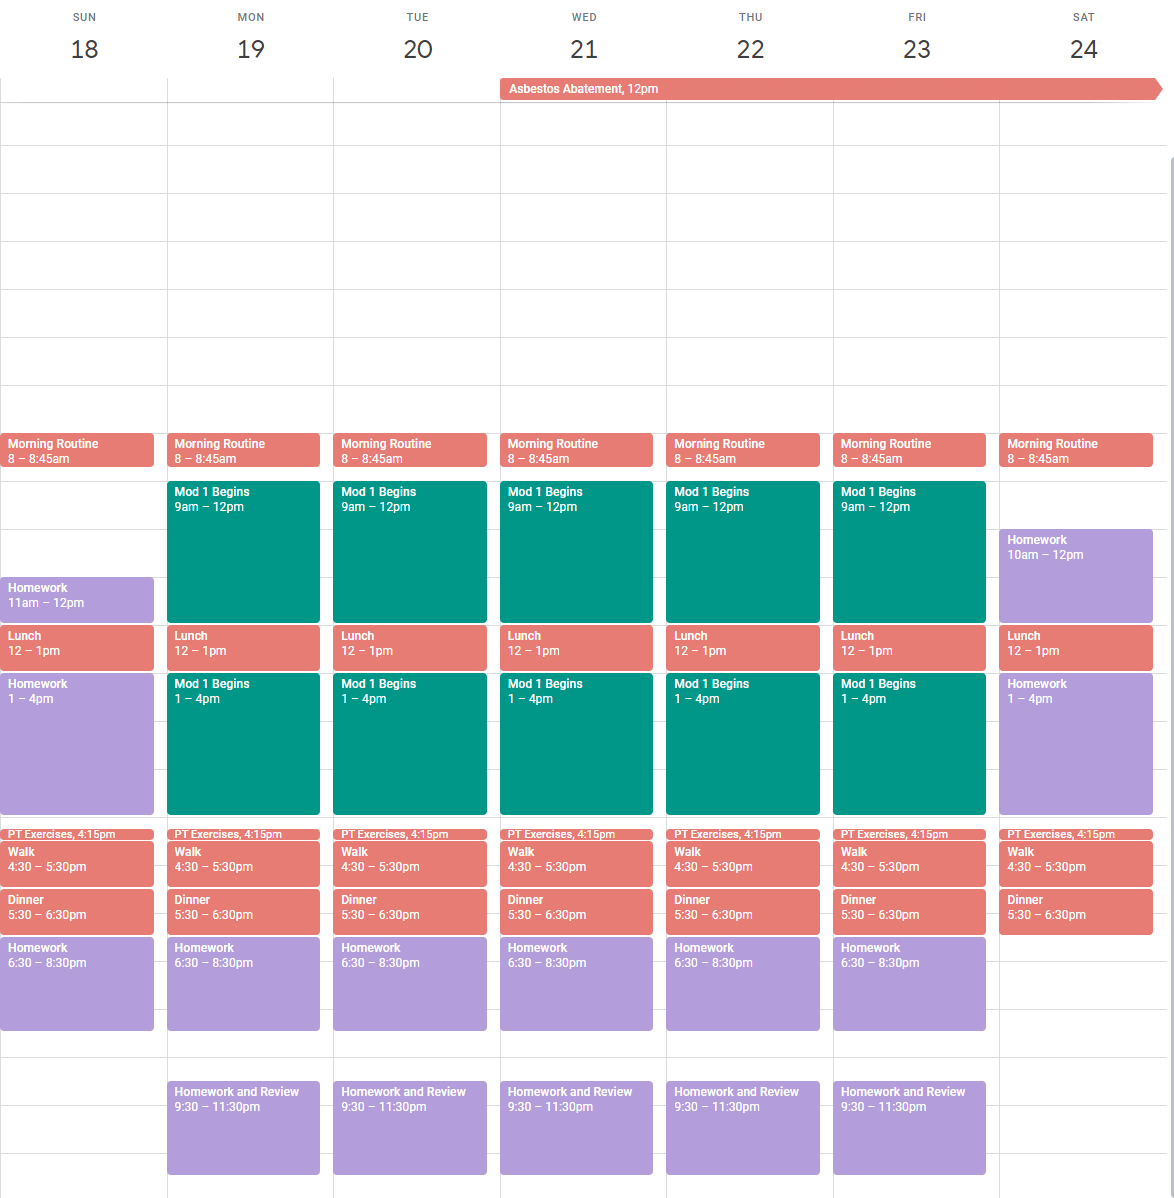 SUN MON TUE WED THU FRI SAT
18 19 20 21 22 23 24
Asbestos Abatement, 12pm
Morning Routine Morning Routine Morning Routine Morning Routine Morning Routine Morning Routine Morning Routine
8 – 8:45am 8 – 8:45am 8 – 8:45am 8 – 8:45am 8 – 8:45am 8 – 8:45am 8 – 8:45am
Mod 1 Begins Mod 1 Begins Mod 1 Begins Mod 1 Begins Mod 1 Begins
9am – 12pm 9am – 12pm 9am – 12pm 9am – 12pm 9am – 12pm
Homework
10am – 12pm
Homework
11am – 12pm
Lunch Lunch Lunch Lunch Lunch Lunch Lunch
12 – 1pm 12 – 1pm 12 – 1pm 12 – 1pm 12 – 1pm 12 – 1pm 12 – 1pm
Homework Mod 1 Begins Mod 1 Begins Mod 1 Begins Mod 1 Begins Mod 1 Begins Homework
1 – 4pm 1 – 4pm 1 – 4pm 1 – 4pm 1 – 4pm 1 – 4pm 1 – 4pm
PT Exercises, 4:15pm PT Exercises, 4:15pm PT Exercises, 4:15pm PT Exercises, 4:15pm PT Exercises, 4:15pm PT Exercises, 4:15pm PT Exercises, 4:15pm
Walk Walk Walk Walk Walk Walk Walk
4:30 – 5:30pm 4:30 – 5:30pm 4:30 – 5:30pm 4:30 – 5:30pm 4:30 – 5:30pm 4:30 – 5:30pm 4:30 – 5:30pm
Dinner Dinner Dinner Dinner Dinner Dinner Dinner
5:30 – 6:30pm 5:30 – 6:30pm 5:30 – 6:30pm 5:30 – 6:30pm 5:30 – 6:30pm 5:30 – 6:30pm 5:30 – 6:30pm
Homework Homework Homework Homework Homework Homework
6:30 – 8:30pm 6:30 – 8:30pm 6:30 – 8:30pm 6:30 – 8:30pm 6:30 – 8:30pm 6:30 – 8:30pm
Homework and Review Homework and Review Homework and Review Homework and Review Homework and Review
9:30 – 11:30pm 9:30 – 11:30pm 9:30 – 11:30pm 9:30 – 11:30pm 9:30 – 11:30pm